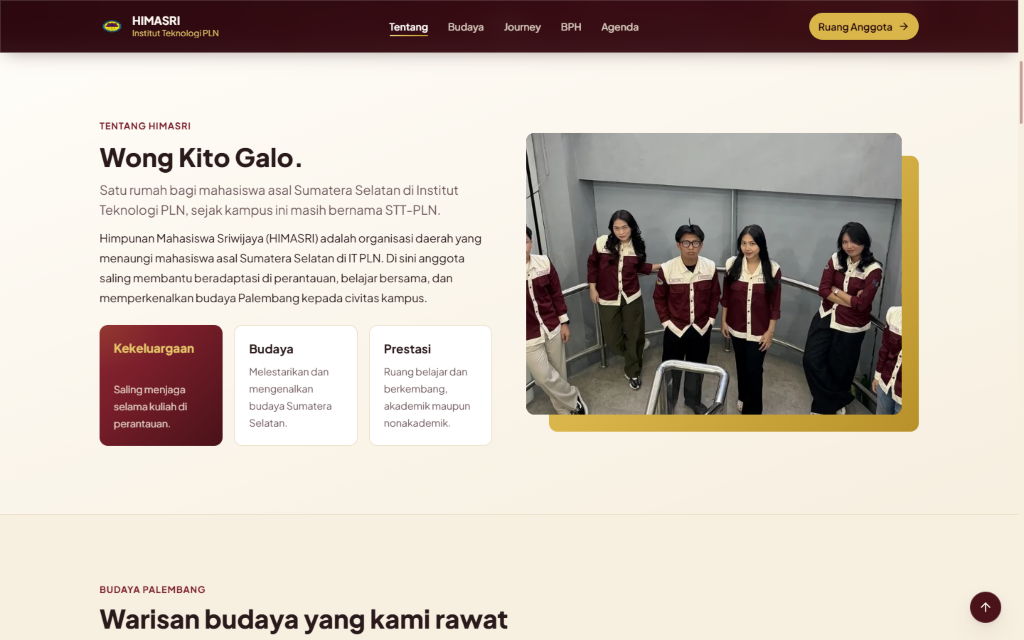 HIMASRI
Institut Teknologi PLN
Tentang
Budaya
Journey
BPH
Agenda
Ruang Anggota →
TENTANG HIMASRI
Wong Kito Galo.
Satu rumah bagi mahasiswa asal Sumatera Selatan di Institut
Teknologi PLN, sejak kampus ini masih bernama STT-PLN.
Himpunan Mahasiswa Sriwijaya (HIMASRI) adalah organisasi daerah yang
menaungi mahasiswa asal Sumatera Selatan di IT PLN. Di sini anggota
saling membantu beradaptasi di perantauan, belajar bersama, dan
memperkenalkan budaya Palembang kepada civitas kampus.
Kekeluargaan
Saling menjaga
selama kuliah di
perantauan.
Budaya
Melestarikan dan
mengenalkan
budaya Sumatera
Selatan.
Prestasi
Ruang belajar dan
berkembang,
akademik maupun
nonakademik.
BUDAYA PALEMBANG
Warisan budaya yang kami rawat